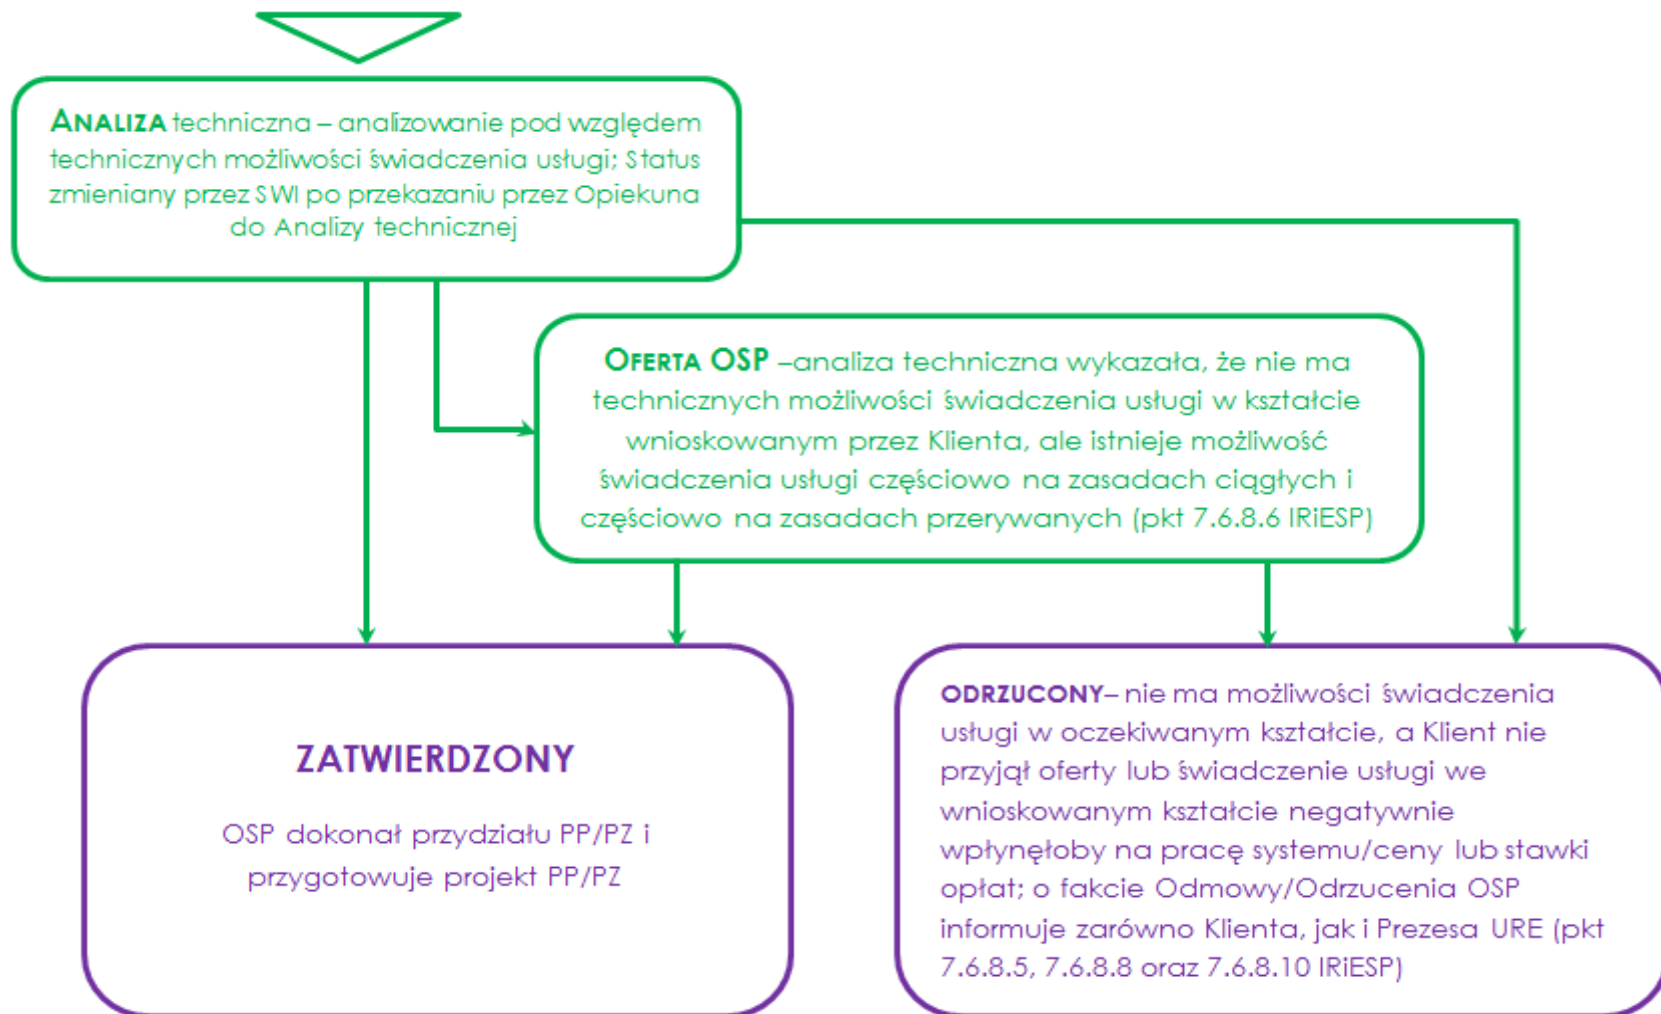 ANALIZA techniczna – analizowanie pod względem
technicznych możliwości świadczenia usługi; Status
zmieniany przez SWI po przekazaniu przez Opiekuna
do Analizy technicznej
OFERTA OSP –analiza techniczna wykazała, że nie ma
technicznych możliwości świadczenia usługi w kształcie
wnioskowanym przez Klienta, ale istnieje możliwość
świadczenia usługi częściowo na zasadach ciągłych i
częściowo na zasadach przerywanych (pkt 7.6.8.6 IRiESP)
ZATWIERDZONY
OSP dokonał przydziału PP/PZ i
przygotowuje projekt PP/PZ
ODRZUCONY– nie ma możliwości świadczenia
usługi w oczekiwanym kształcie, a Klient nie
przyjął oferty lub świadczenie usługi we
wnioskowanym kształcie negatywnie
wpłynęłoby na pracę systemu/ceny lub stawki
opłat; o fakcie Odmowy/Odrzucenia OSP
informuje zarówno Klienta, jak i Prezesa URE (pkt
7.6.8.5, 7.6.8.8 oraz 7.6.8.10 IRiESP)